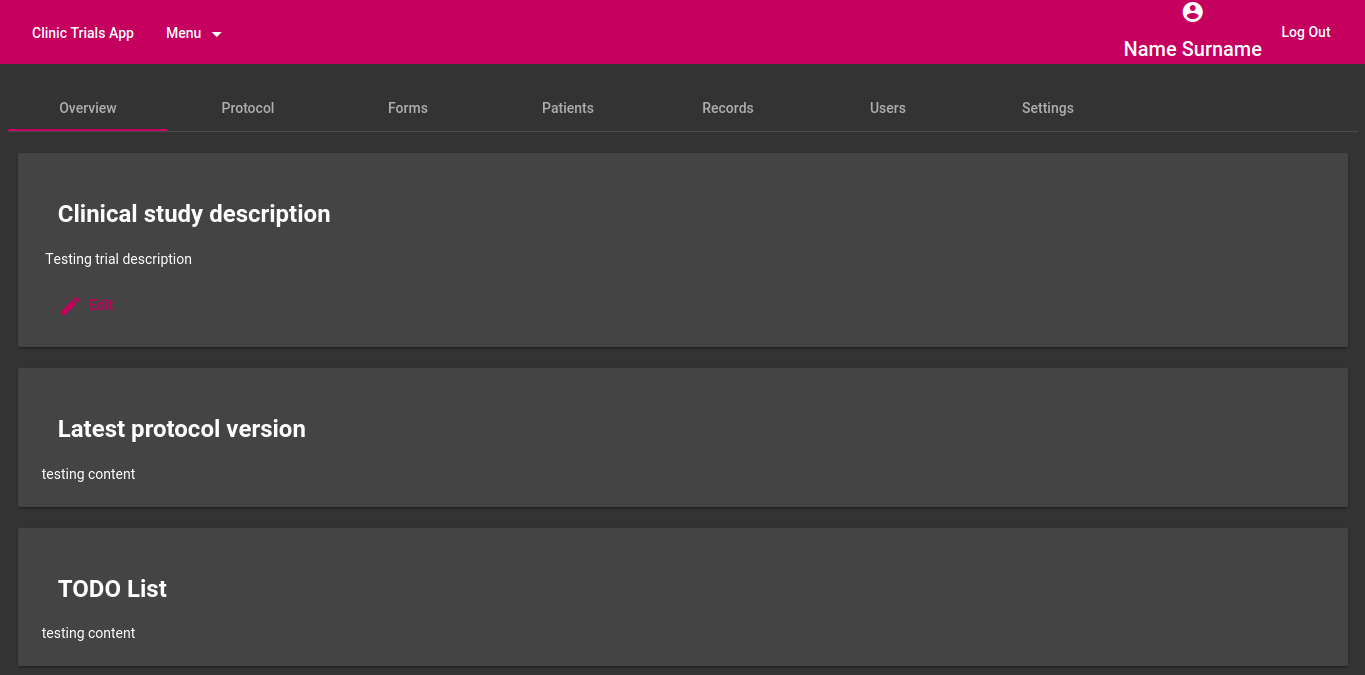 Clinic Trials App Menu Name Surname Log Out
Overview Protocol Forms Patients Records Users Settings
Clinical study description
Testing trial description
Edit
Latest protocol version
testing content
TODO List
testing content